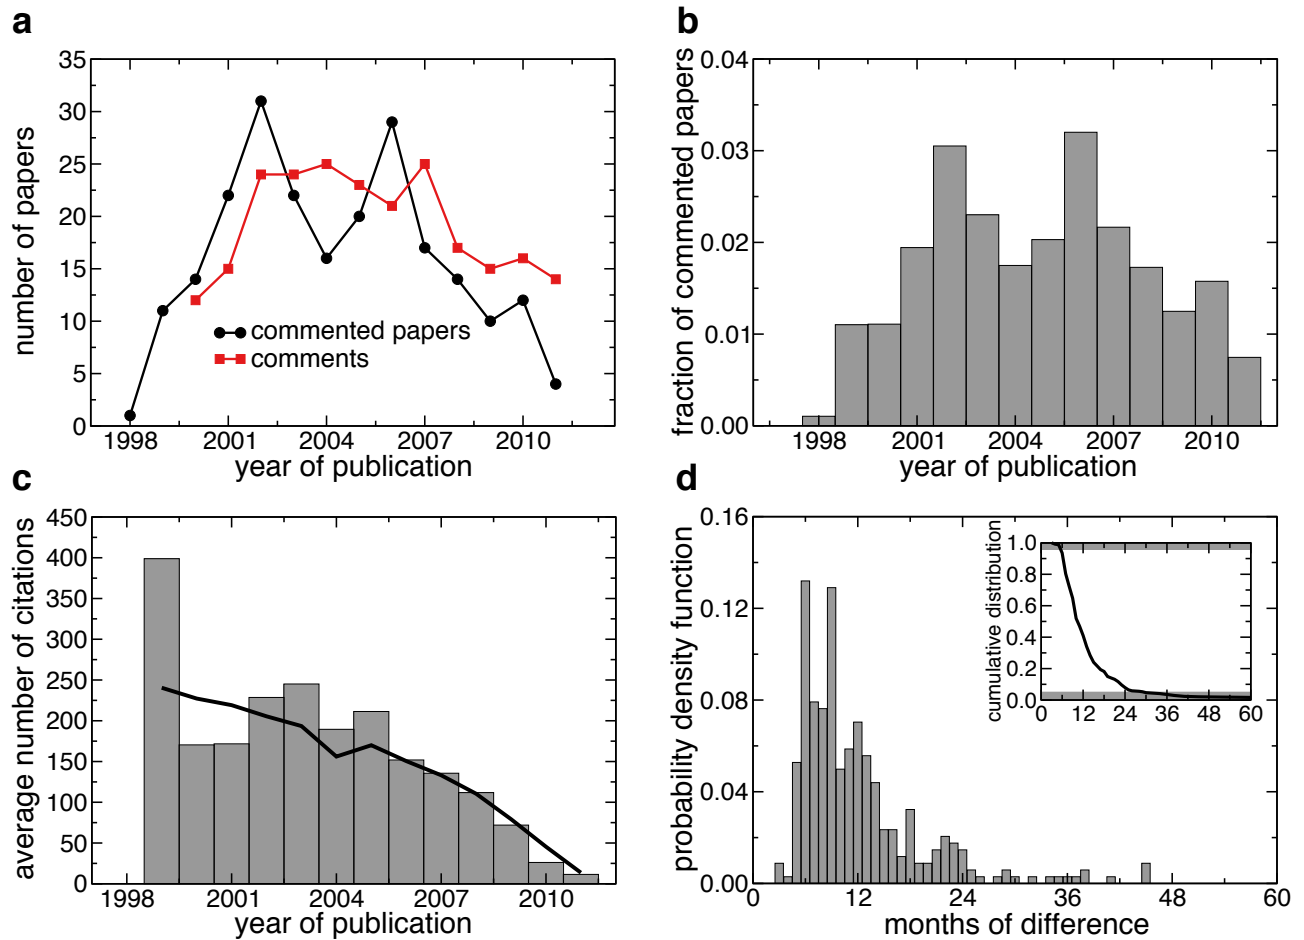 a
number of papers
35
30
25
20
15
10
5
0
commented papers
comments
1998 2001 2004 2007 2010
year of publication
b
fraction of commented papers
0.04
0.03
0.02
0.01
0.00
1998 2001 2004 2007 2010
year of publication
c
average number of citations
450
400
350
300
250
200
150
100
50
0
1998 2001 2004 2007 2010
year of publication
d
probability density function
0.16
0.12
0.08
0.04
0.00
0 12 24 36 48 60
months of difference
cumulative distribution
1.0
0.8
0.6
0.4
0.2
0.0
0 12 24 36 48 60